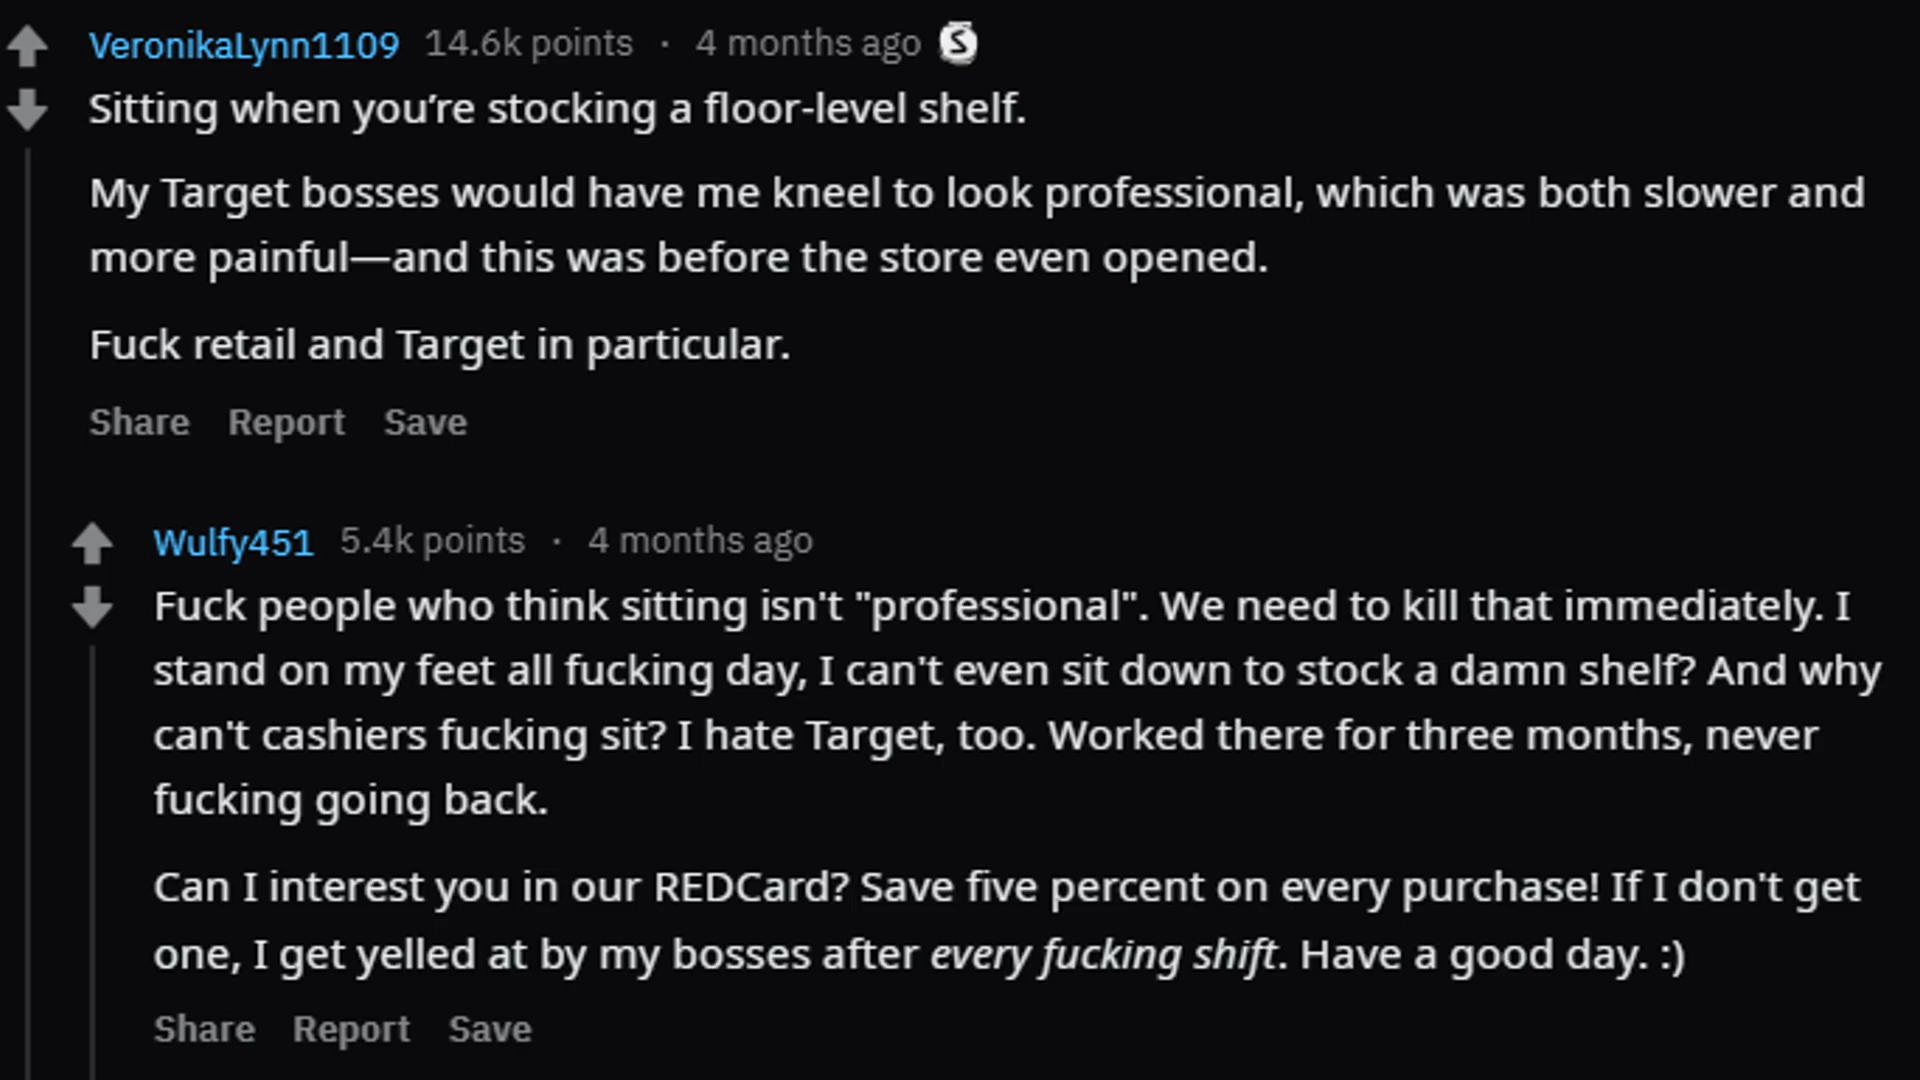 VeronikaLynn1109 14.6k points · 4 months ago S
Sitting when you’re stocking a floor-level shelf.
My Target bosses would have me kneel to look professional, which was both slower and
more painful—and this was before the store even opened.
Fuck retail and Target in particular.
Share Report Save
Wulfy451 5.4k points · 4 months ago
Fuck people who think sitting isn't "professional". We need to kill that immediately. I
stand on my feet all fucking day, I can't even sit down to stock a damn shelf? And why
can't cashiers fucking sit? I hate Target, too. Worked there for three months, never
fucking going back.
Can I interest you in our REDCard? Save five percent on every purchase! If I don't get
one, I get yelled at by my bosses after every fucking shift. Have a good day. :)
Share Report Save